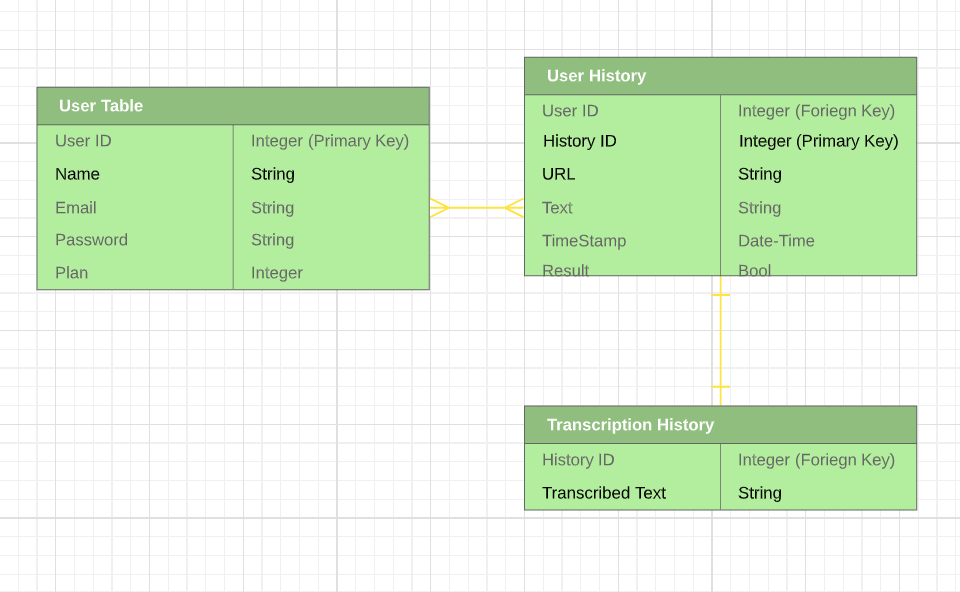 User Table
User ID Integer (Primary Key)
Name String
Email String
Password String
Plan Integer
User History
User ID Integer (Foriegn Key)
History ID Integer (Primary Key)
URL String
Text String
TimeStamp Date-Time
Result Bool
Transcription History
History ID Integer (Foriegn Key)
Transcribed Text String